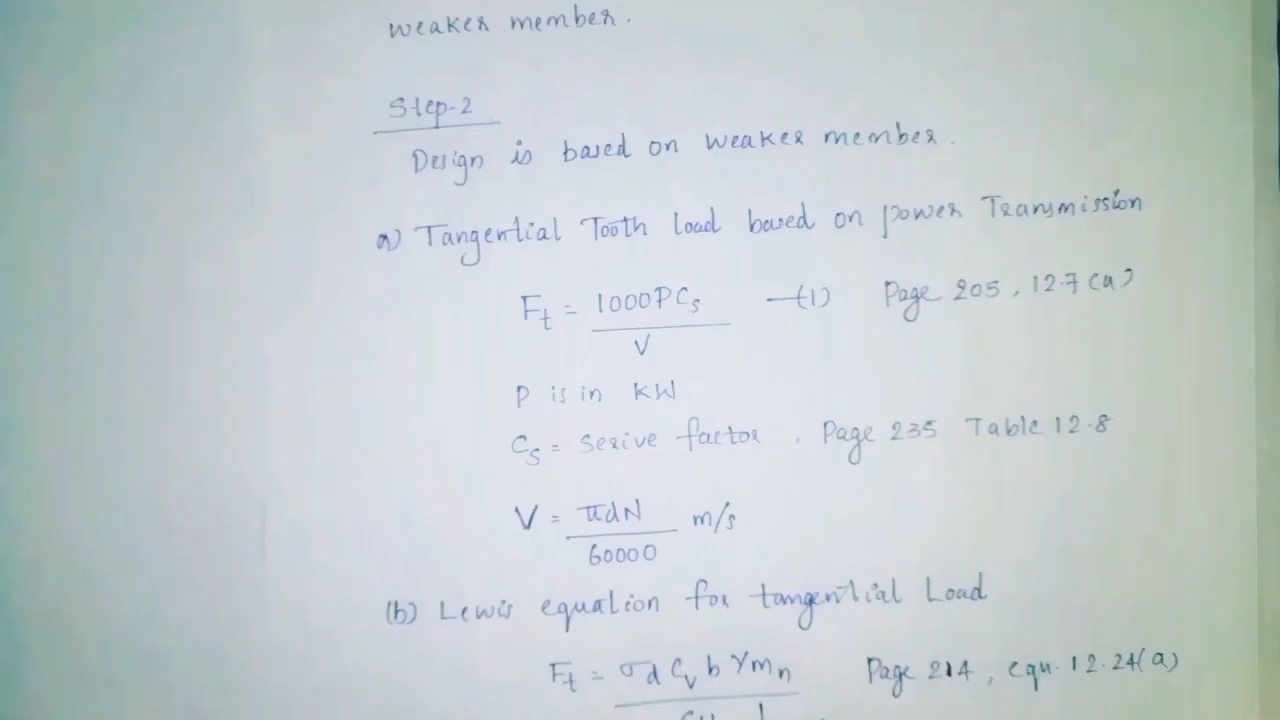 weaker member.
Step-2
Design is based on weaker member.
a) Tangential Tooth load based on power Transmission
Ft = 1000PCs / V —(1) Page 205, 12.7(a)
P is in KW
Cs = Serive factor, Page 235 Table 12.8
V = πdN / 60000 m/s
(b) Lewis equation for tangential Load
Ft = σd Cv b Y mn Page 214, equ. 12.24(a)